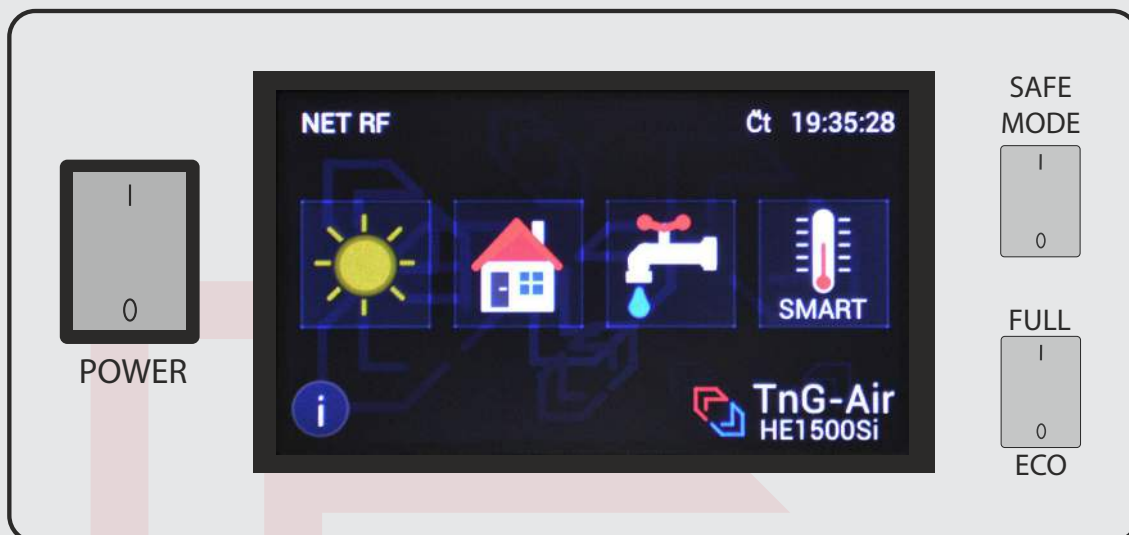 NET RF
Čt 19:35:28
SMART
i
TnG-Air
HE1500Si
I
0
POWER
SAFE
MODE
I
0
FULL
I
0
ECO